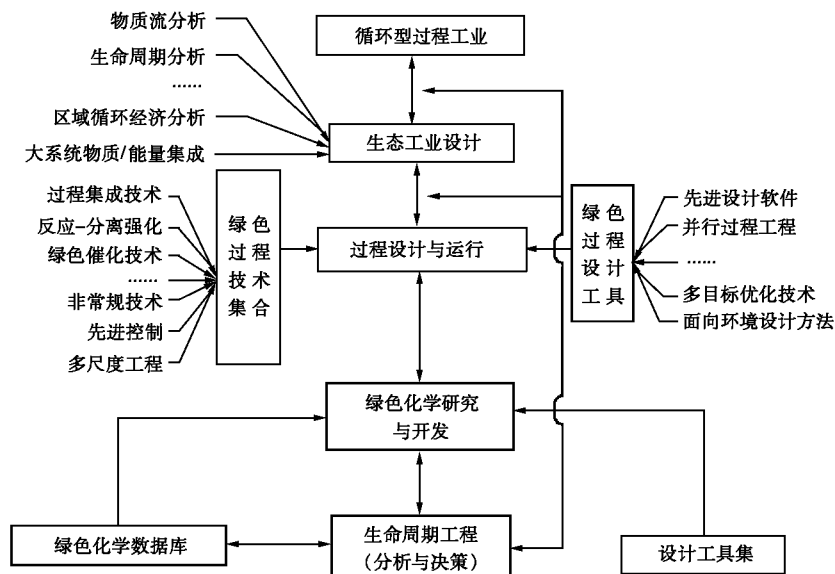 物质流分析
生命周期分析
……
区域循环经济分析
大系统物质/能量集成
循环型过程工业
生态工业设计
过程集成技术
反应-分离强化
绿色催化技术
……
非常规技术
先进控制
多尺度工程
绿色
过程
技术
集合
过程设计与运行
绿色
过程
设计
工具
先进设计软件
并行过程工程
……
多目标优化技术
面向环境设计方法
绿色化学研究
与开发
绿色化学数据库
生命周期工程
(分析与决策)
设计工具集